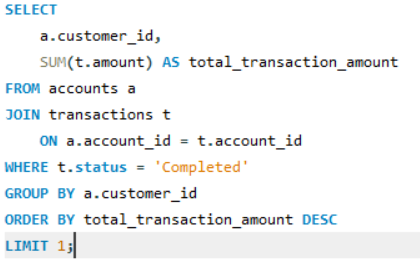 SELECT
    a.customer_id,
    SUM(t.amount) AS total_transaction_amount
FROM accounts a
JOIN transactions t
    ON a.account_id = t.account_id
WHERE t.status = 'Completed'
GROUP BY a.customer_id
ORDER BY total_transaction_amount DESC
LIMIT 1;